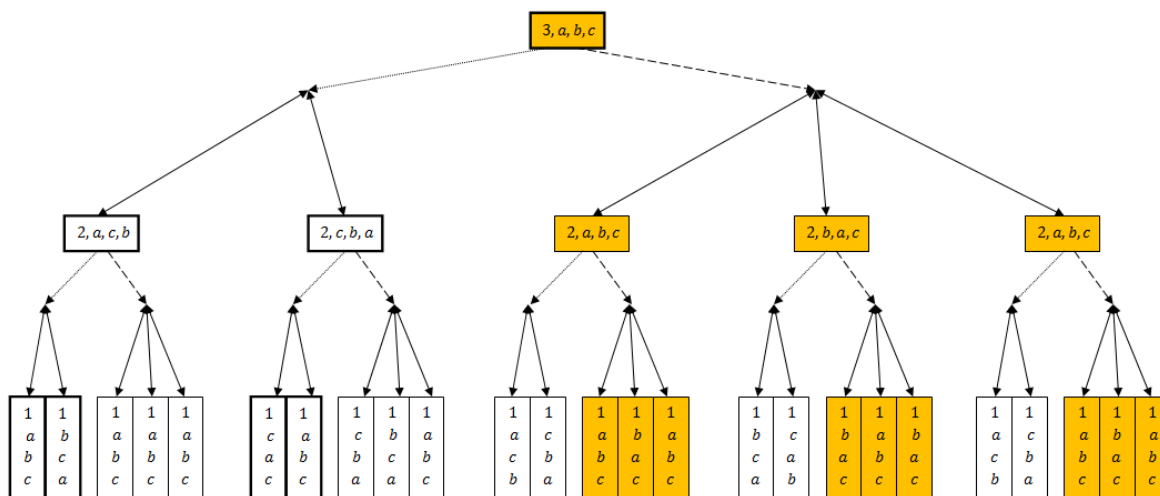 3, a, b, c
2, a, c, b
2, c, b, a
2, a, b, c
2, b, a, c
2, a, b, c
1 1 1 1 1 1 1 1 1 1 1 1 1 1 1 1 1 1 1 1 1 1 1 1 1
a b a a a c a c b a a c a b a b c b a b a c a b a
b c b b b a b b c b c b b a b c a a b a c b b a b
c a c c c c c a a c b a c c c a b c c c b a c c c